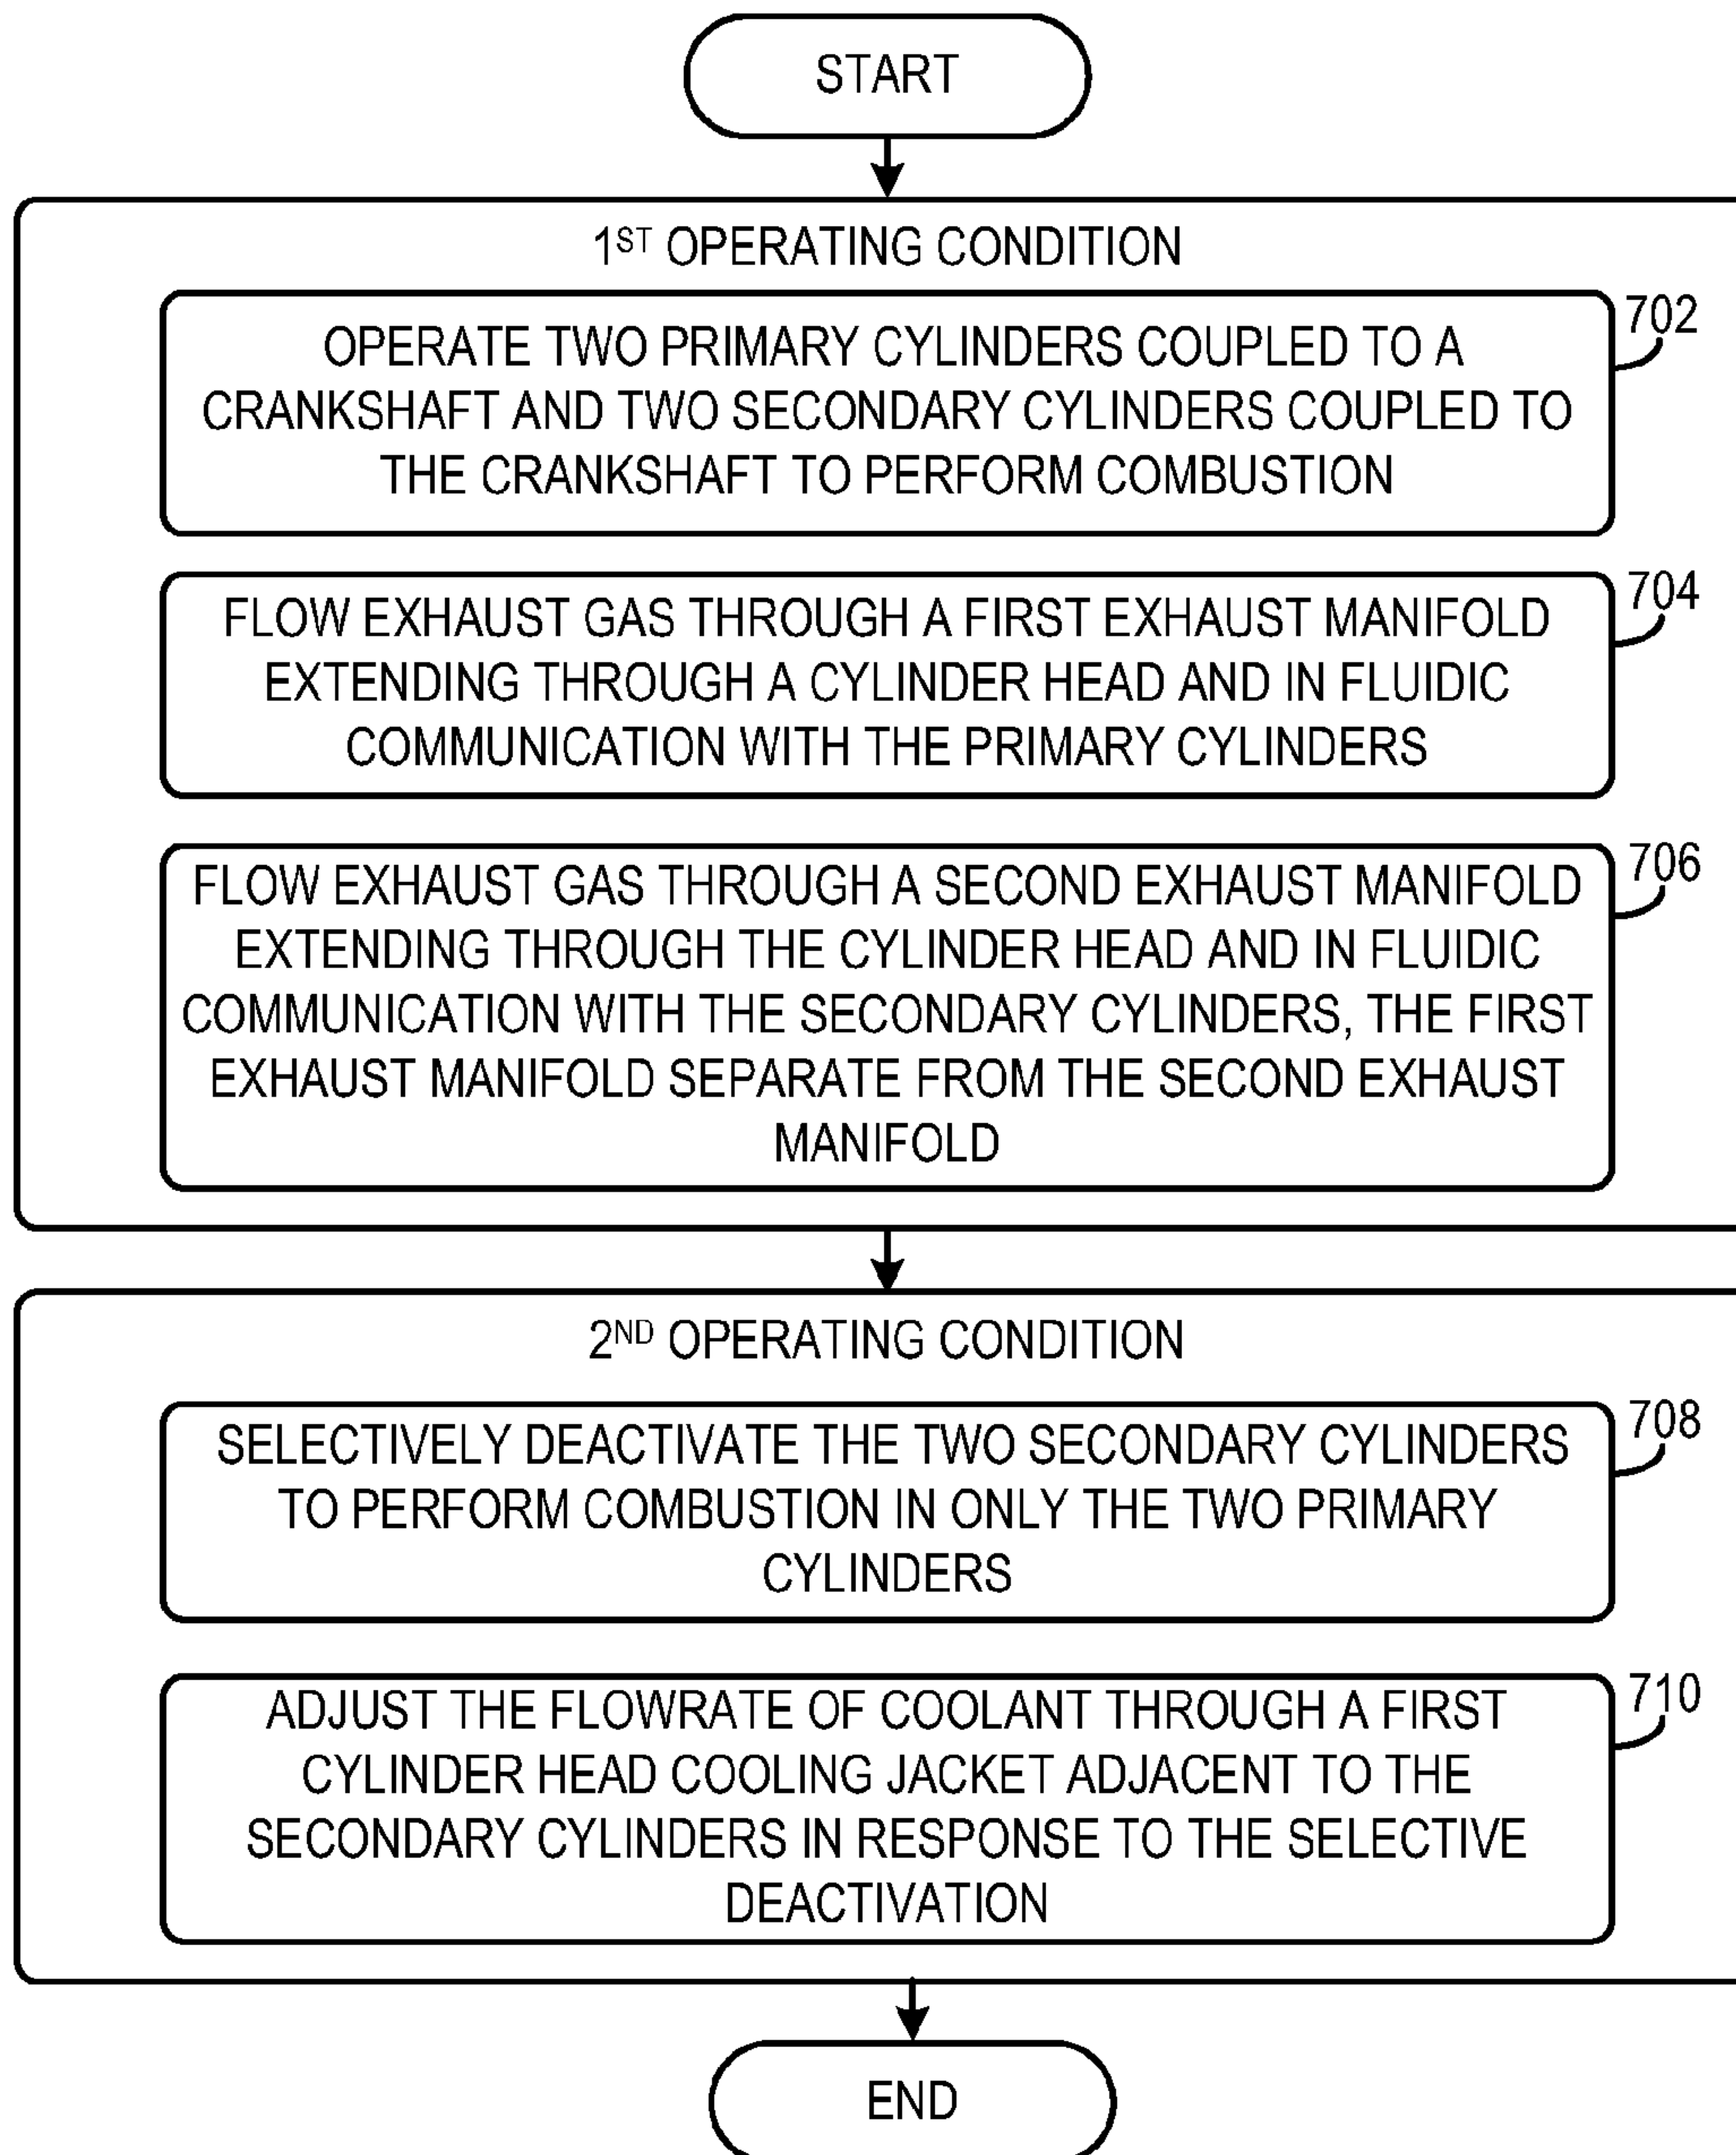 START
1ST OPERATING CONDITION
702
OPERATE TWO PRIMARY CYLINDERS COUPLED TO A
CRANKSHAFT AND TWO SECONDARY CYLINDERS COUPLED TO
THE CRANKSHAFT TO PERFORM COMBUSTION
704
FLOW EXHAUST GAS THROUGH A FIRST EXHAUST MANIFOLD
EXTENDING THROUGH A CYLINDER HEAD AND IN FLUIDIC
COMMUNICATION WITH THE PRIMARY CYLINDERS
706
FLOW EXHAUST GAS THROUGH A SECOND EXHAUST MANIFOLD
EXTENDING THROUGH THE CYLINDER HEAD AND IN FLUIDIC
COMMUNICATION WITH THE SECONDARY CYLINDERS, THE FIRST
EXHAUST MANIFOLD SEPARATE FROM THE SECOND EXHAUST
MANIFOLD
2ND OPERATING CONDITION
708
SELECTIVELY DEACTIVATE THE TWO SECONDARY CYLINDERS
TO PERFORM COMBUSTION IN ONLY THE TWO PRIMARY
CYLINDERS
710
ADJUST THE FLOWRATE OF COOLANT THROUGH A FIRST
CYLINDER HEAD COOLING JACKET ADJACENT TO THE
SECONDARY CYLINDERS IN RESPONSE TO THE SELECTIVE
DEACTIVATION
END